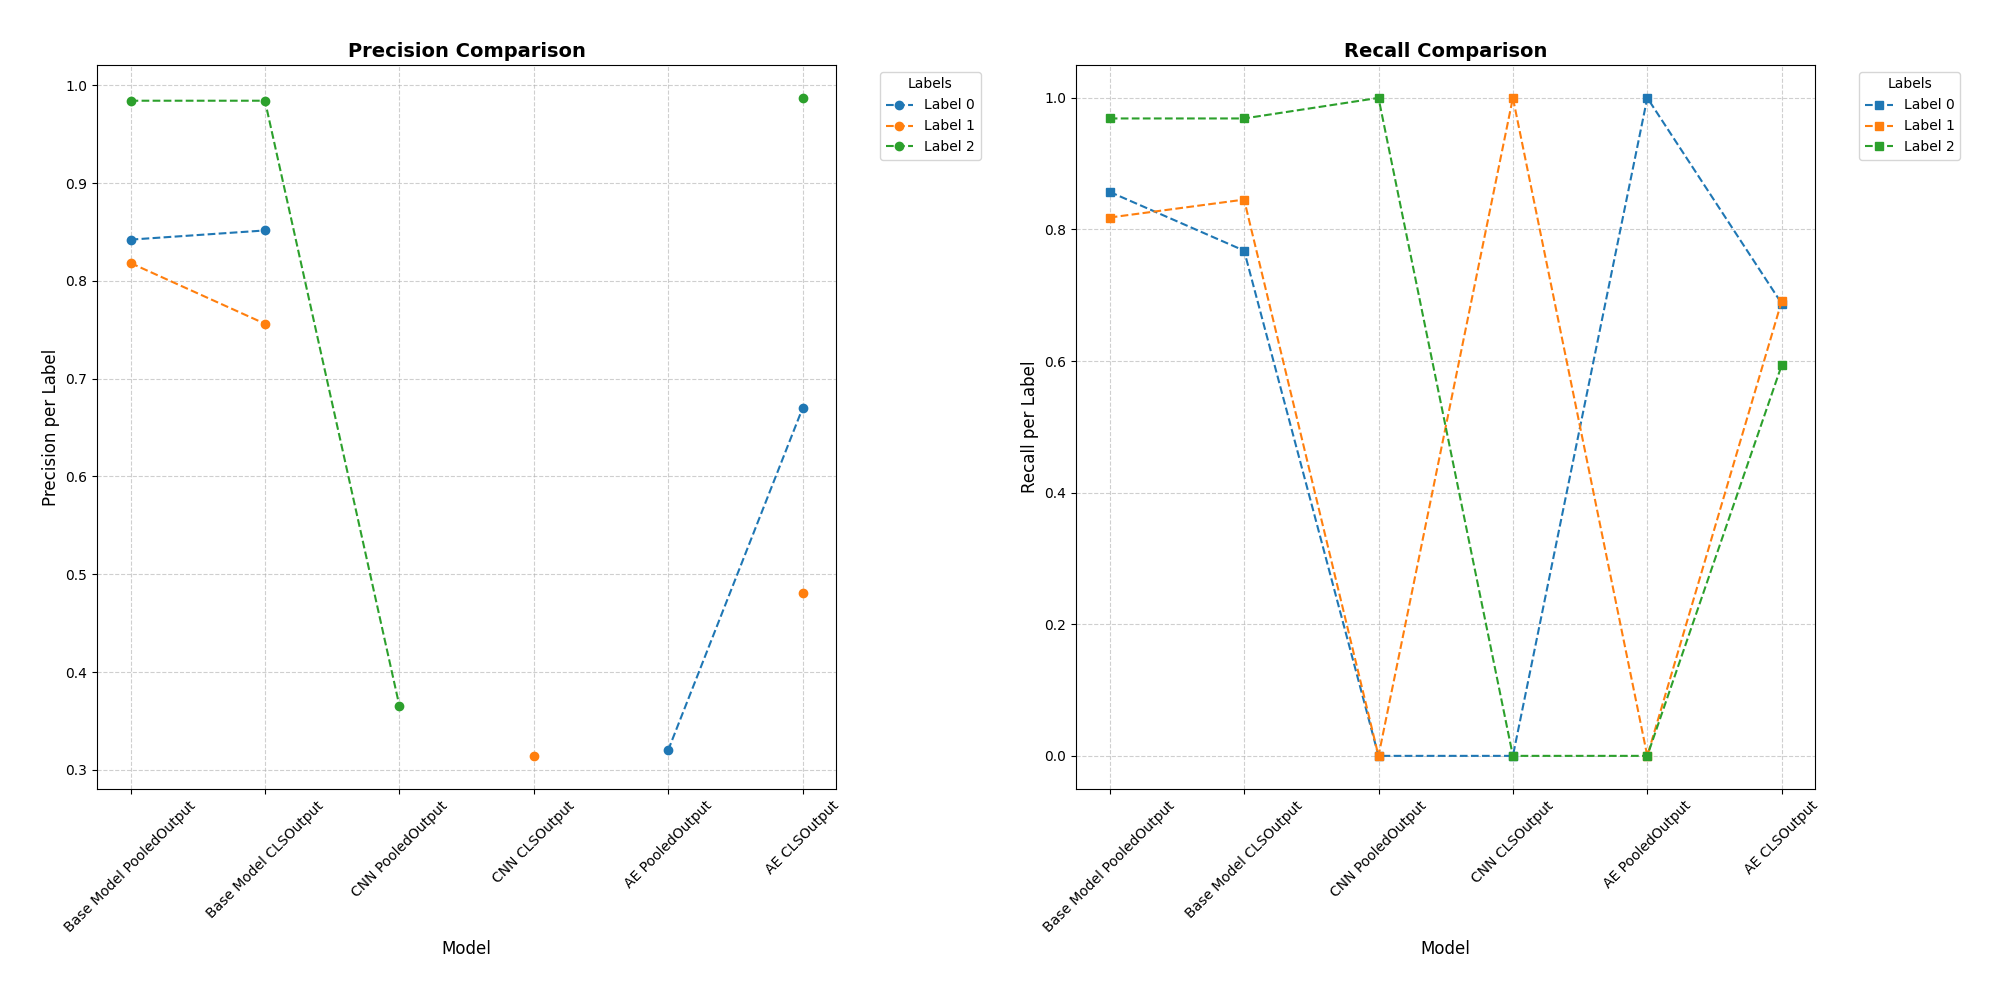 Precision Comparison
Precision per Label
1.0
0.9
0.8
0.7
0.6
0.5
0.4
0.3
Base Model PooledOutput
Base Model CLSOutput
CNN PooledOutput
CNN CLSOutput
AE PooledOutput
AE CLSOutput
Model
Labels
Label 0
Label 1
Label 2
Recall Comparison
Recall per Label
1.0
0.8
0.6
0.4
0.2
0.0
Base Model PooledOutput
Base Model CLSOutput
CNN PooledOutput
CNN CLSOutput
AE PooledOutput
AE CLSOutput
Model
Labels
Label 0
Label 1
Label 2